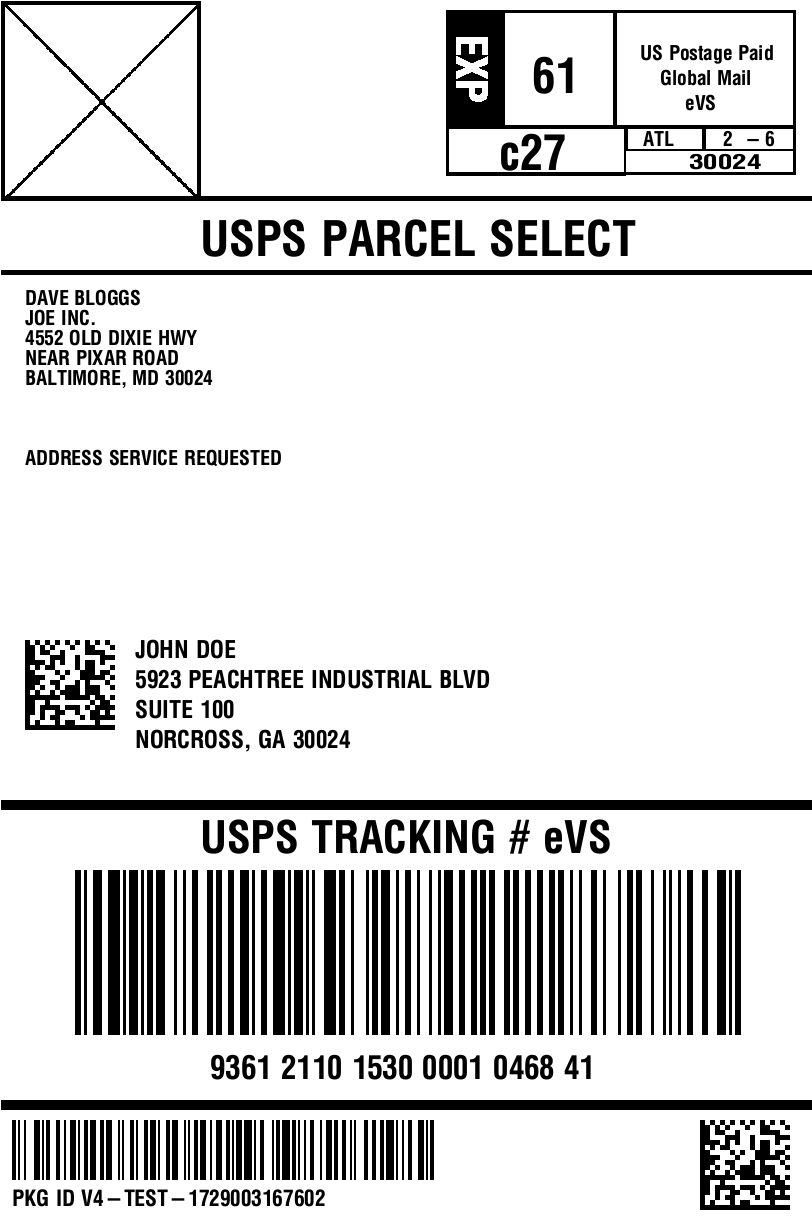 EXP
61
US Postage Paid
Global Mail
eVS
c27
ATL
2 – 6
30024
USPS PARCEL SELECT
DAVE BLOGGS
JOE INC.
4552 OLD DIXIE HWY
NEAR PIXAR ROAD
BALTIMORE, MD 30024
ADDRESS SERVICE REQUESTED
JOHN DOE
5923 PEACHTREE INDUSTRIAL BLVD
SUITE 100
NORCROSS, GA 30024
USPS TRACKING # eVS
9361 2110 1530 0001 0468 41
PKG ID V4 – TEST – 1729003167602